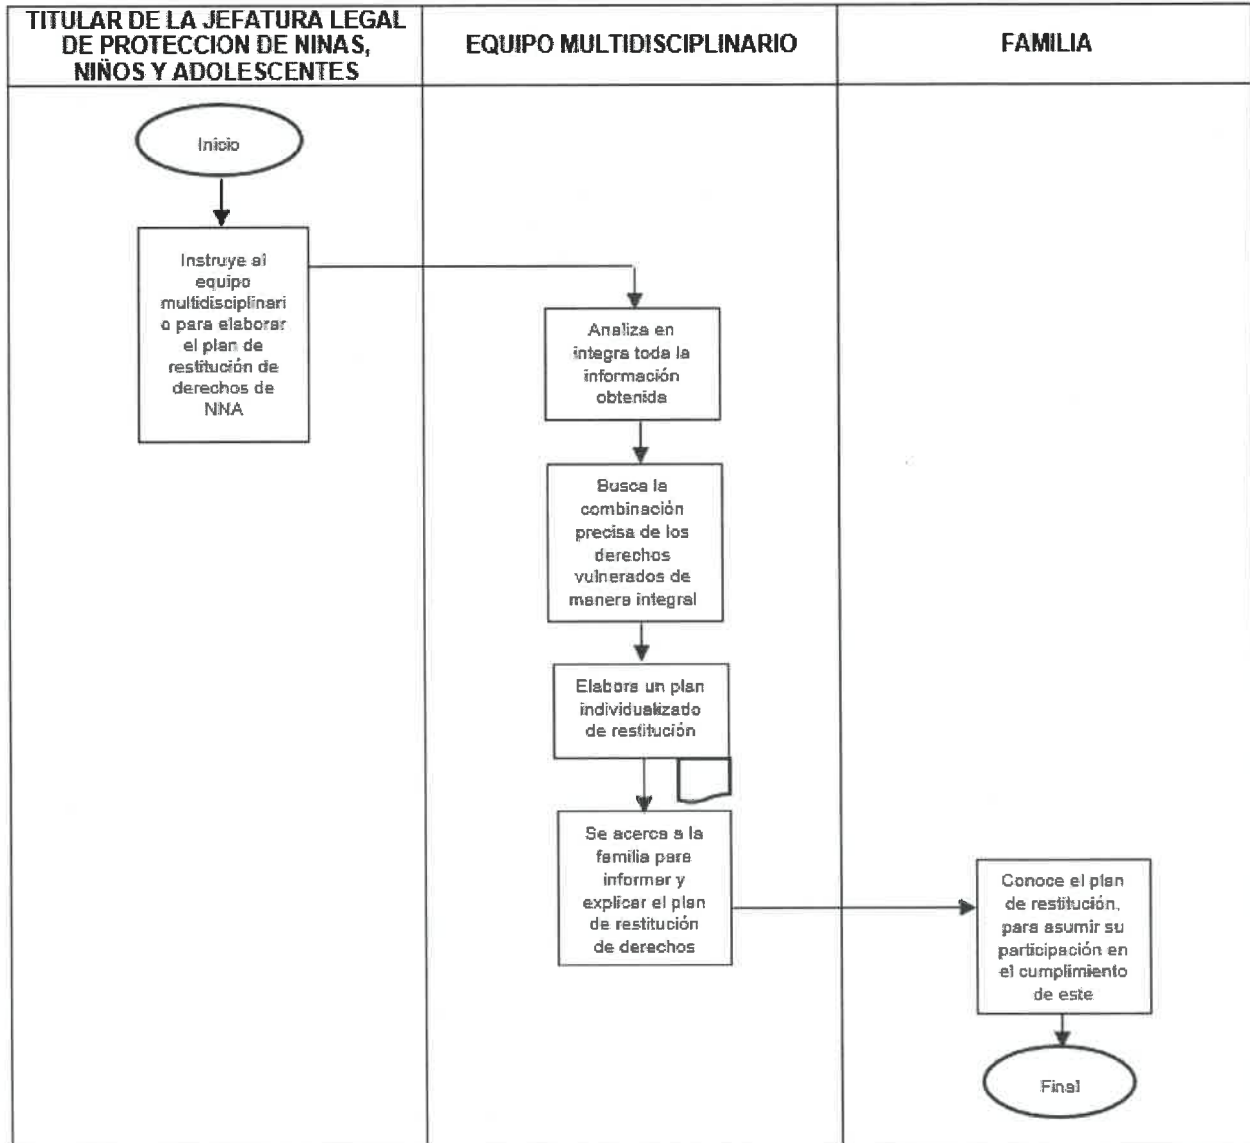 TITULAR DE LA JEFATURA LEGAL
DE PROTECCION DE NINAS,
NIÑOS Y ADOLESCENTES
EQUIPO MULTIDISCIPLINARIO
FAMILIA
Inicio
Instruye al
equipo
multidisciplinari
o para elaborar
el plan de
restitución de
derechos de
NNA
Analiza en
integra toda la
información
obtenida
Busca la
combinación
precisa de los
derechos
vulnerados de
manera integral
Elabora un plan
individualizado
de restitución
Se acerca a la
familia para
informar y
explicar el plan
de restitución
de derechos
Conoce el plan
de restitución,
para asumir su
participación en
el cumplimiento
de este
Final